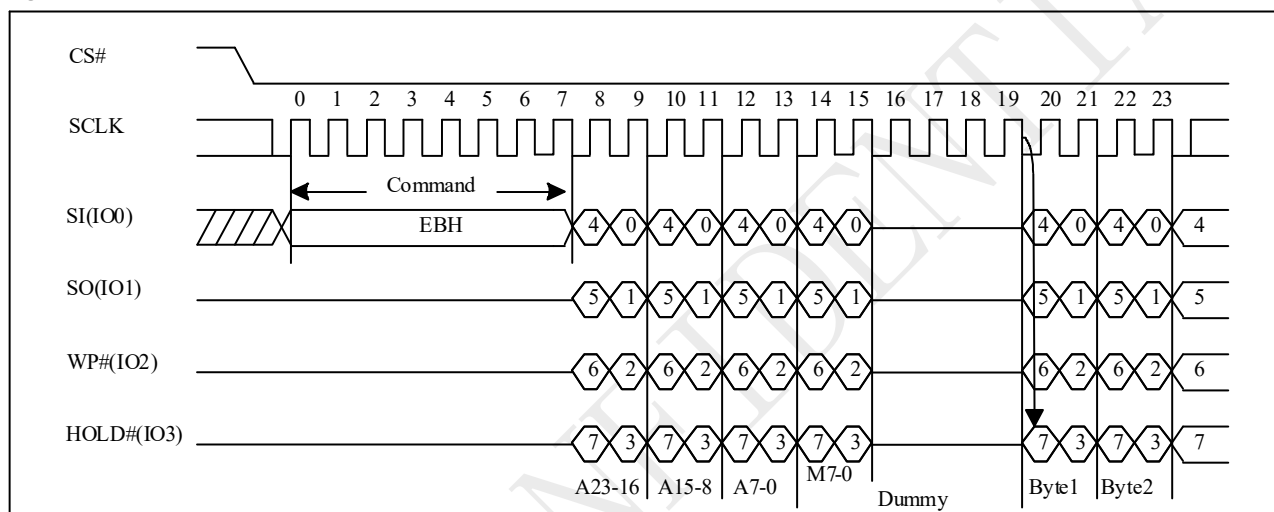 CS#
0 1 2 3 4 5 6 7 8 9 10 11 12 13 14 15 16 17 18 19 20 21 22 23
SCLK
Command
SI(IO0) EBH 4 0 4 0 4 0 4 0 4 0 4 0 4
SO(IO1) 5 1 5 1 5 1 5 1 5 1 5 1 5
WP#(IO2) 6 2 6 2 6 2 6 2 6 2 6 2 6
HOLD#(IO3) 7 3 7 3 7 3 7 3 7 3 7 3 7
A23-16 A15-8 A7-0 M7-0 Dummy Byte1 Byte2